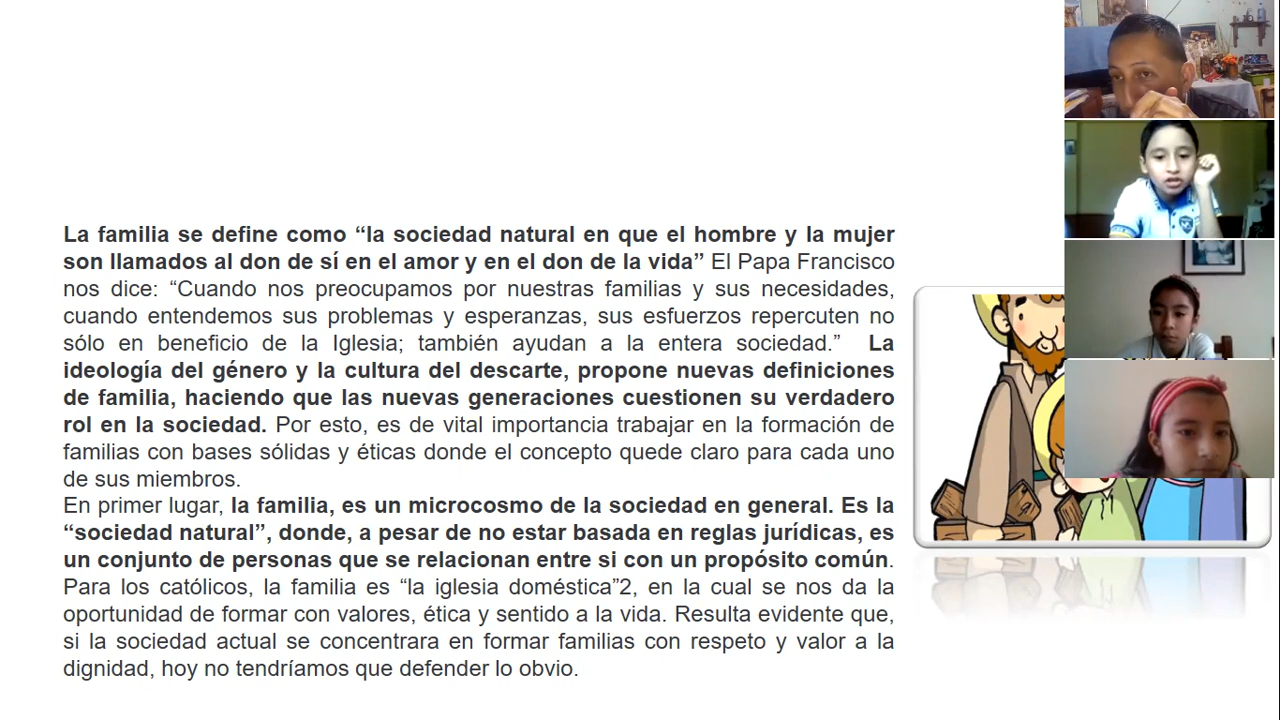 La familia se define como “la sociedad natural en que el hombre y la mujer
son llamados al don de sí en el amor y en el don de la vida” El Papa Francisco
nos dice: “Cuando nos preocupamos por nuestras familias y sus necesidades,
cuando entendemos sus problemas y esperanzas, sus esfuerzos repercuten no
sólo en beneficio de la Iglesia; también ayudan a la entera sociedad.” La
ideología del género y la cultura del descarte, propone nuevas definiciones
de familia, haciendo que las nuevas generaciones cuestionen su verdadero
rol en la sociedad. Por esto, es de vital importancia trabajar en la formación de
familias con bases sólidas y éticas donde el concepto quede claro para cada uno
de sus miembros.
En primer lugar, la familia, es un microcosmo de la sociedad en general. Es la
“sociedad natural”, donde, a pesar de no estar basada en reglas jurídicas, es
un conjunto de personas que se relacionan entre si con un propósito común.
Para los católicos, la familia es “la iglesia doméstica”2, en la cual se nos da la
oportunidad de formar con valores, ética y sentido a la vida. Resulta evidente que,
si la sociedad actual se concentrara en formar familias con respeto y valor a la
dignidad, hoy no tendríamos que defender lo obvio.